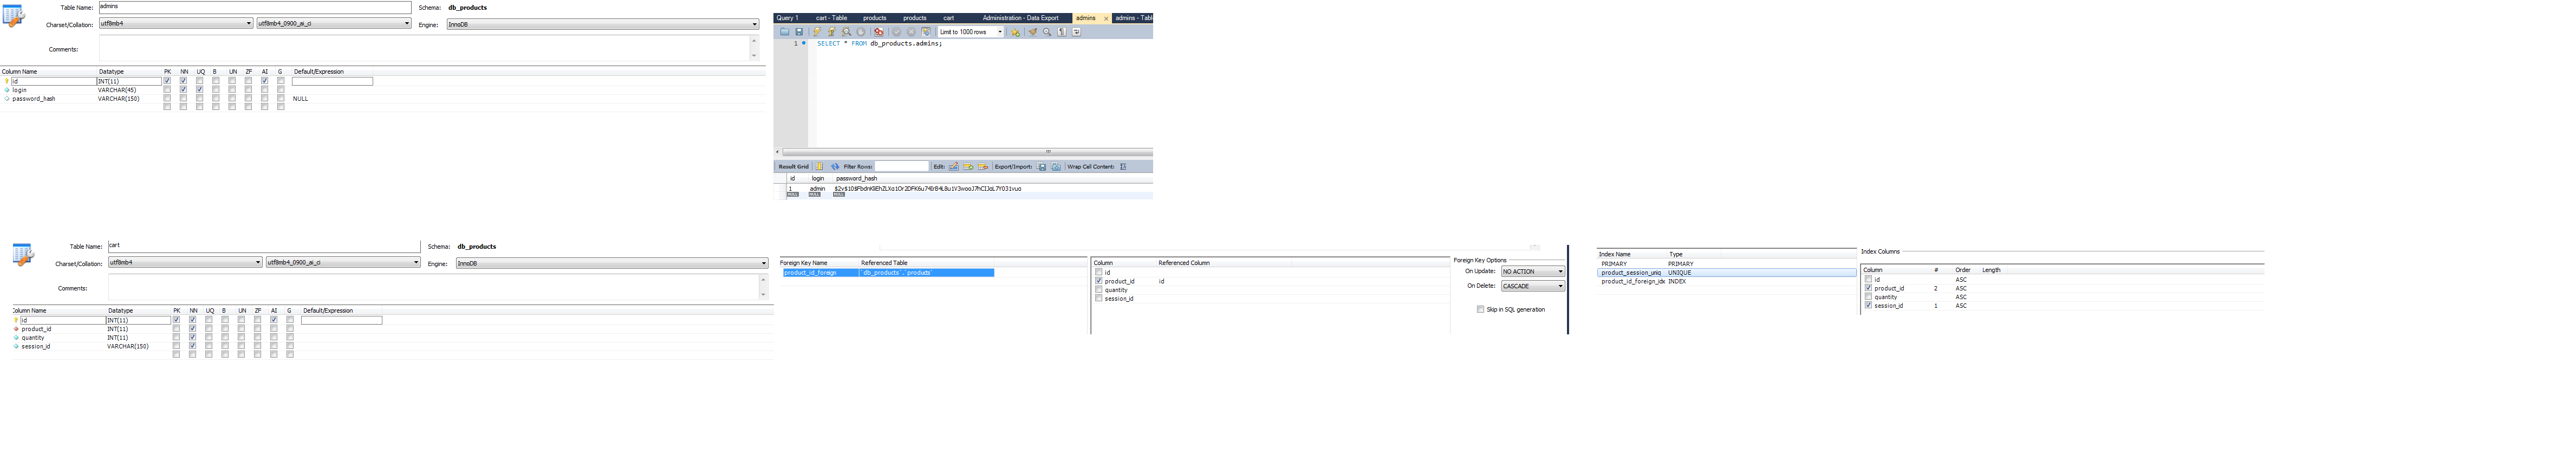 Table Name: admins Schema: db_products
Charset/Collation: utf8mb4 utf8mb4_0900_ai_ci Engine: InnoDB
Comments:
Column Name Datatype PK NN UQ B UN ZF AI G Default/Expression
id INT(11)
login VARCHAR(45)
password_hash VARCHAR(150) NULL
Query 1 cart - Table products products cart Administration - Data Export admins admins - Table
Limit to 1000 rows
1 SELECT * FROM db_products.admins;
Result Grid Filter Rows: Edit: Export/Import: Wrap Cell Content:
id login password_hash
1 admin
NULL NULL NULL
Table Name: cart Schema: db_products
Charset/Collation: utf8mb4 utf8mb4_0900_ai_ci Engine: InnoDB
Comments:
Column Name Datatype PK NN UQ B UN ZF AI G Default/Expression
id INT(11)
product_id INT(11)
quantity INT(11)
session_id VARCHAR(150)
Foreign Key Name Referenced Table
product_id_foreign `db_products`.`products`
Column Referenced Column
id
product_id id
quantity
session_id
Foreign Key Options
On Update: NO ACTION
On Delete: CASCADE
Skip in SQL generation
Index Name Type
PRIMARY PRIMARY
product_session_uniq UNIQUE
product_id_foreign_idx INDEX
Index Columns
Column # Order Length
id ASC
product_id 2 ASC
quantity ASC
session_id 1 ASC